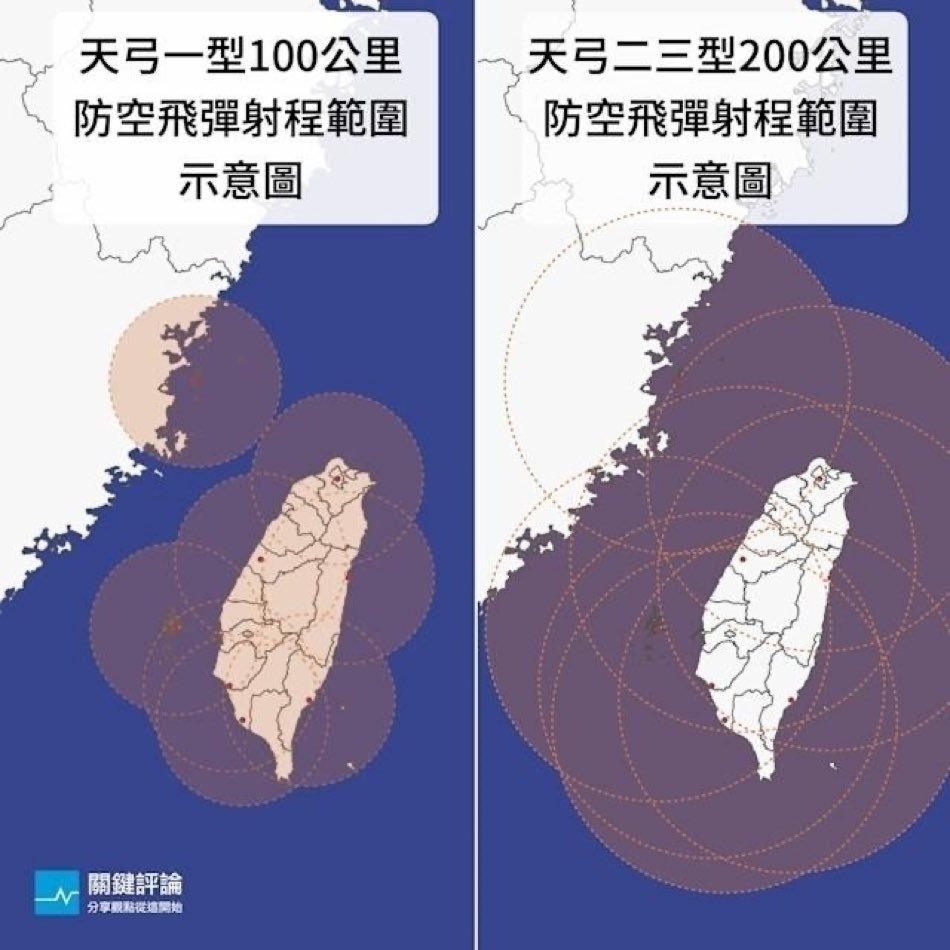 天弓一型100公里
防空飛彈射程範圍
示意圖
天弓二三型200公里
防空飛彈射程範圍
示意圖
關鍵評論
分享觀點從這開始